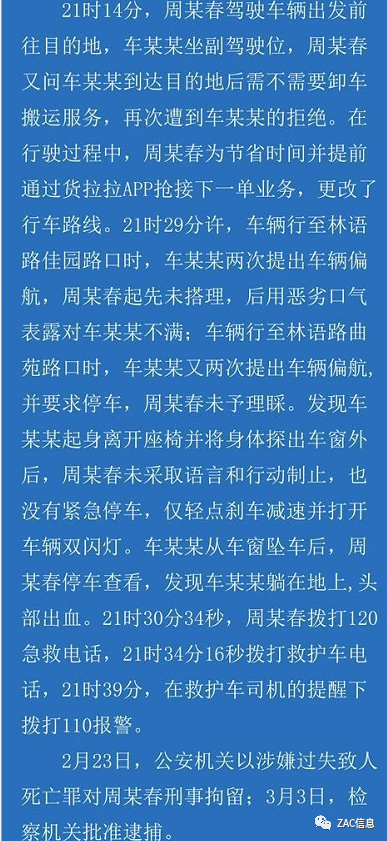 21时14分，周某春驾驶车辆出发前
往目的地，车某某坐副驾驶位，周某春
又问车某某到达目的地后需不需要卸车
搬运服务，再次遭到车某某的拒绝。在
行驶过程中，周某春为节省时间并提前
通过货拉拉APP抢接下一单业务，更改了
行车路线。21时29分许，车辆行至林语
路佳园路口时，车某某两次提出车辆偏
航，周某春起先未搭理，后用恶劣口气
表露对车某某不满；车辆行至林语路曲
苑路口时，车某某又两次提出车辆偏航，
并要求停车，周某春未予理睬。发现车
某某起身离开座椅并将身体探出车窗外
后，周某春未采取语言和行动制止，也
没有紧急停车，仅轻点刹车减速并打开
车辆双闪灯。车某某从车窗坠车后，周
某春停车查看，发现车某某躺在地上，头
部出血。21时30分34秒，周某春拨打120
急救电话，21时34分16秒拨打救护车电
话，21时39分，在救护车司机的提醒下
拨打110报警。
2月23日，公安机关以涉嫌过失致人
死亡罪对周某春刑事拘留；3月3日，检
察机关批准逮捕。
ZAC信息